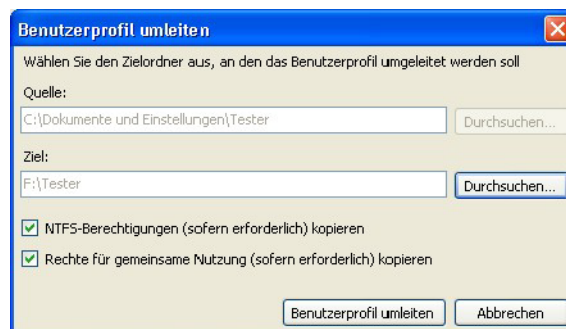 Benutzerprofil umleiten
Wählen Sie den Zielordner aus, an den das Benutzerprofil umgeleitet werden soll
Quelle:
C:\Dokumente und Einstellungen\Tester
Durchsuchen...
Ziel:
F:\Tester
Durchsuchen...
NTFS-Berechtigungen (sofern erforderlich) kopieren
Rechte für gemeinsame Nutzung (sofern erforderlich) kopieren
Benutzerprofil umleiten
Abbrechen